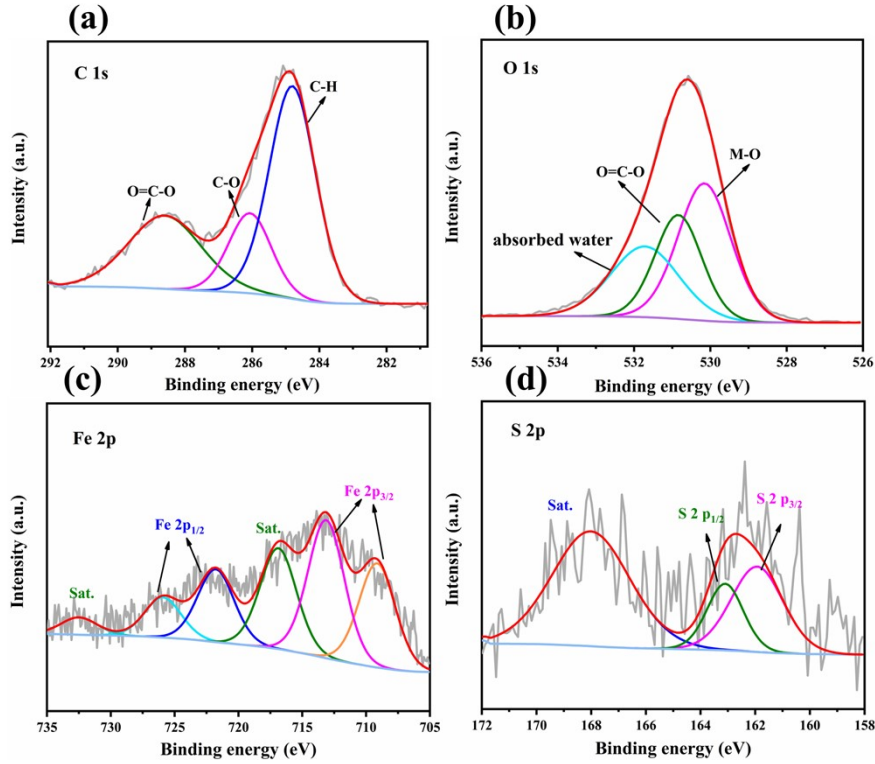 (a)
C 1s
C-H
O=C-O
C-O
Intensity (a.u.)
292 290 288 286 284 282
Binding energy (eV)
(b)
O 1s
M-O
O=C-O
absorbed water
Intensity (a.u.)
536 534 532 530 528 526
Binding energy (eV)
(c)
Fe 2p
Fe 2p3/2
Sat.
Fe 2p1/2
Sat.
Intensity (a.u.)
735 730 725 720 715 710 705
Binding energy (eV)
(d)
S 2p
Sat.
S 2 p3/2
S 2 p1/2
Intensity (a.u.)
172 170 168 166 164 162 160 158
Binding energy (eV)